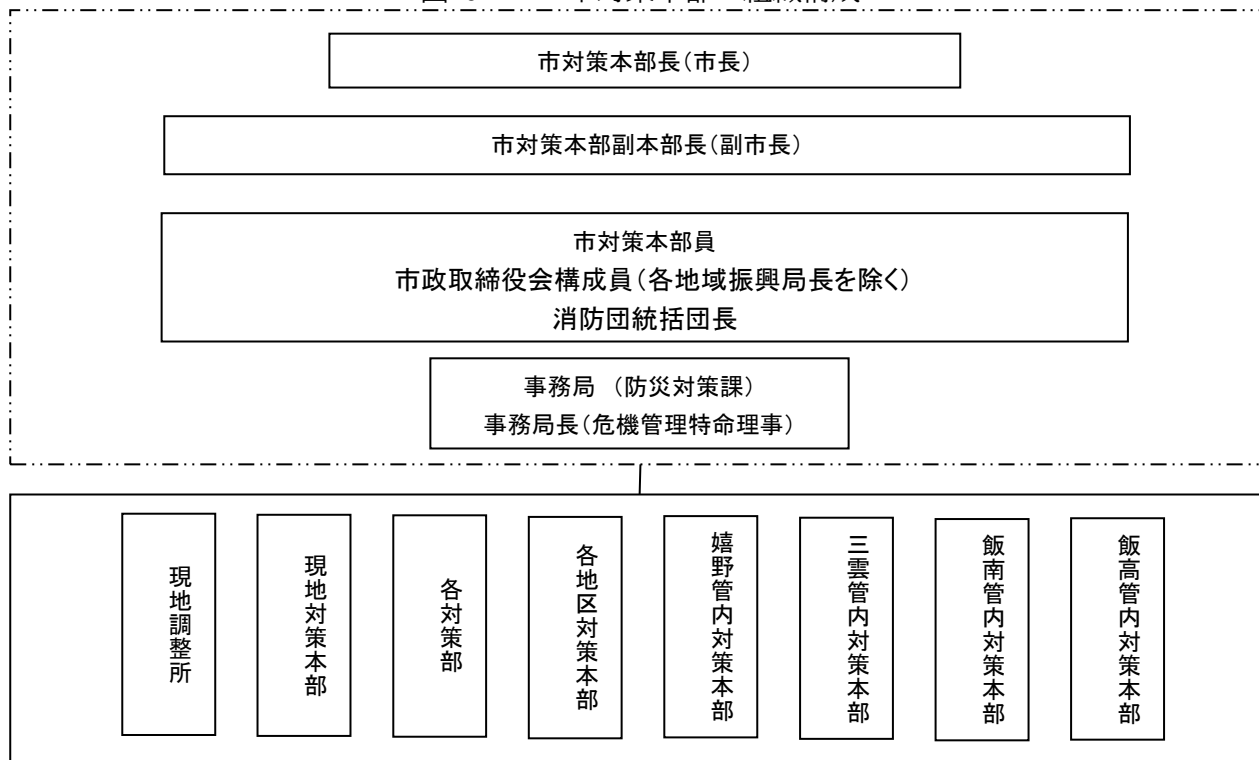 市対策本部長(市長)
市対策本部副本部長(副市長)
市対策本部員
市政取締役会構成員(各地域振興局長を除く)
消防団統括団長
事務局 (防災対策課)
事務局長(危機管理特命理事)
現地調整所
現地対策本部
各対策部
各地区対策本部
嬉野管内対策本部
三雲管内対策本部
飯南管内対策本部
飯高管内対策本部